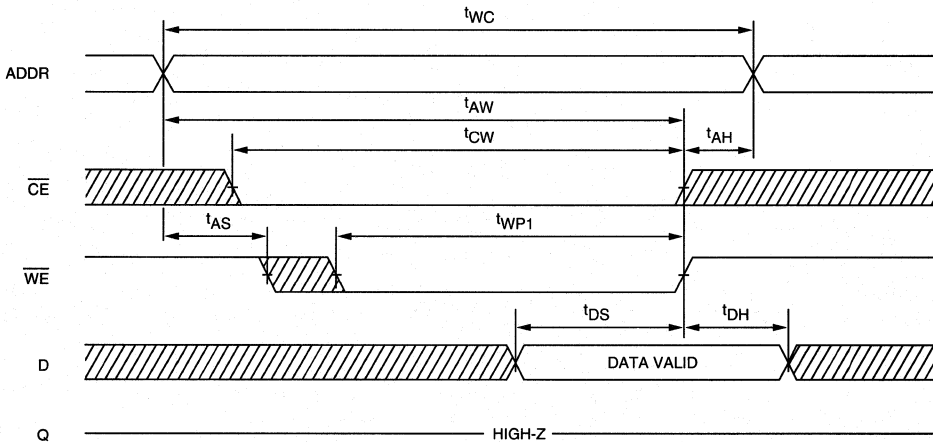 tWC
ADDR
tAW
tCW
tAH
CE
tAS
tWP1
WE
tDS
tDH
D
DATA VALID
Q
HIGH-Z